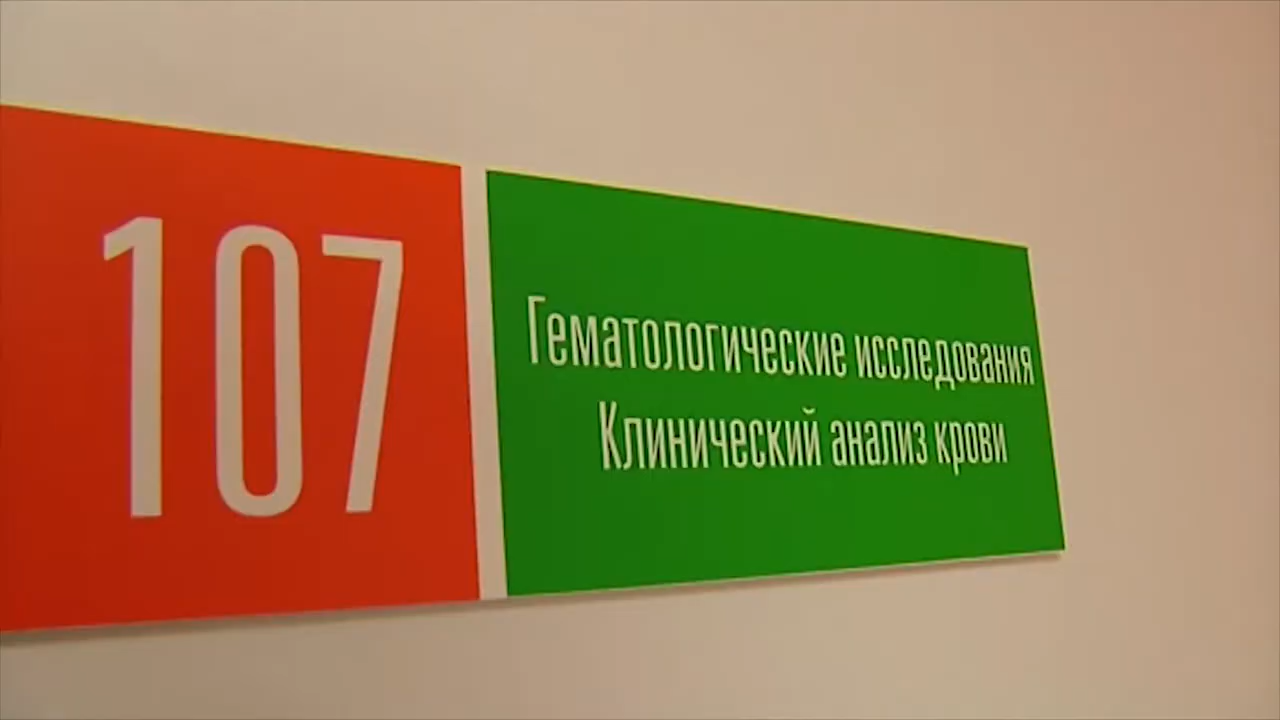 107
Гематологические исследования
Клинический анализ крови